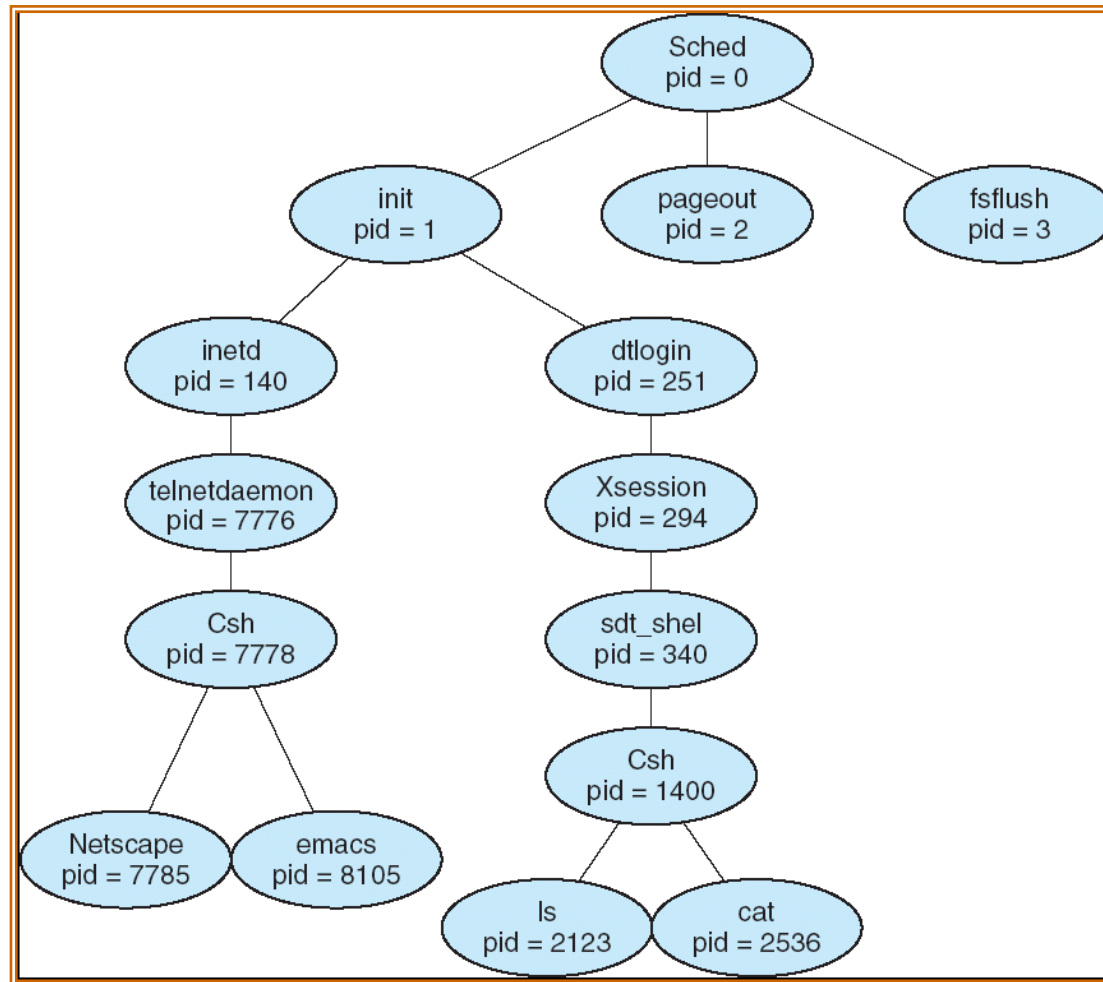 Sched
pid = 0
init
pid = 1
pageout
pid = 2
fsflush
pid = 3
inetd
pid = 140
dtlogin
pid = 251
telnetdaemon
pid = 7776
Xsession
pid = 294
Csh
pid = 7778
sdt_shel
pid = 340
Csh
pid = 1400
Netscape
pid = 7785
emacs
pid = 8105
ls
pid = 2123
cat
pid = 2536